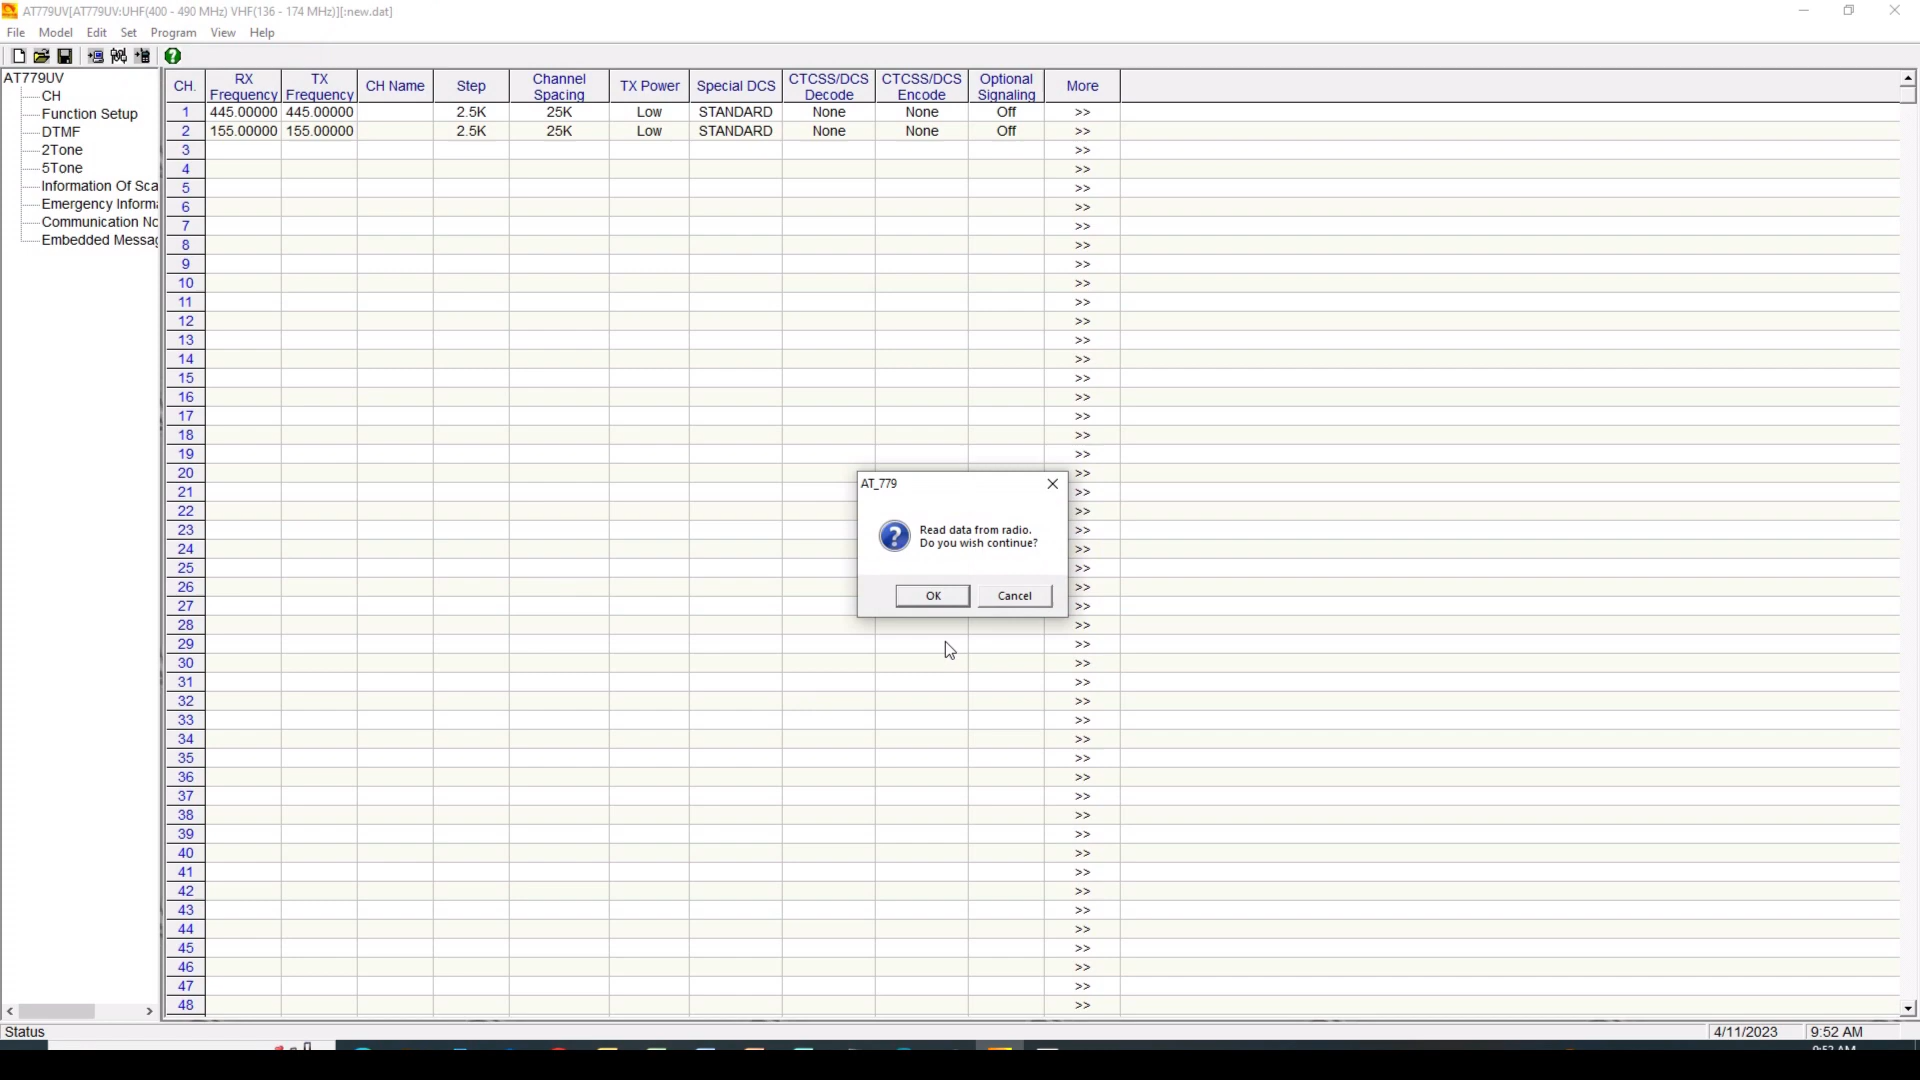 AT779UV[AT779UV:UHF(400 - 490 MHz) VHF(136 - 174 MHz)][:new.dat]
File Model Edit Set Program View Help
AT779UV
CH
Function Setup
DTMF
2Tone
5Tone
Information Of Sca
Emergency Inform
Communication No
Embedded Messag
CH. RX Frequency TX Frequency CH Name Step Channel Spacing TX Power Special DCS CTCSS/DCS Decode CTCSS/DCS Encode Optional Signaling More
1 445.00000 445.00000 2.5K 25K Low STANDARD None None Off >>
2 155.00000 155.00000 2.5K 25K Low STANDARD None None Off >>
3 >>
4 >>
5 >>
6 >>
7 >>
8 >>
9 >>
10 >>
11 >>
12 >>
13 >>
14 >>
15 >>
16 >>
17 >>
18 >>
19 >>
20 >>
21 >>
22 >>
23 >>
24 >>
25 >>
26 >>
27 >>
28 >>
29 >>
30 >>
31 >>
32 >>
33 >>
34 >>
35 >>
36 >>
37 >>
38 >>
39 >>
40 >>
41 >>
42 >>
43 >>
44 >>
45 >>
46 >>
47 >>
48 >>
AT_779
Read data from radio.
Do you wish continue?
OK Cancel
Status 4/11/2023 9:52 AM